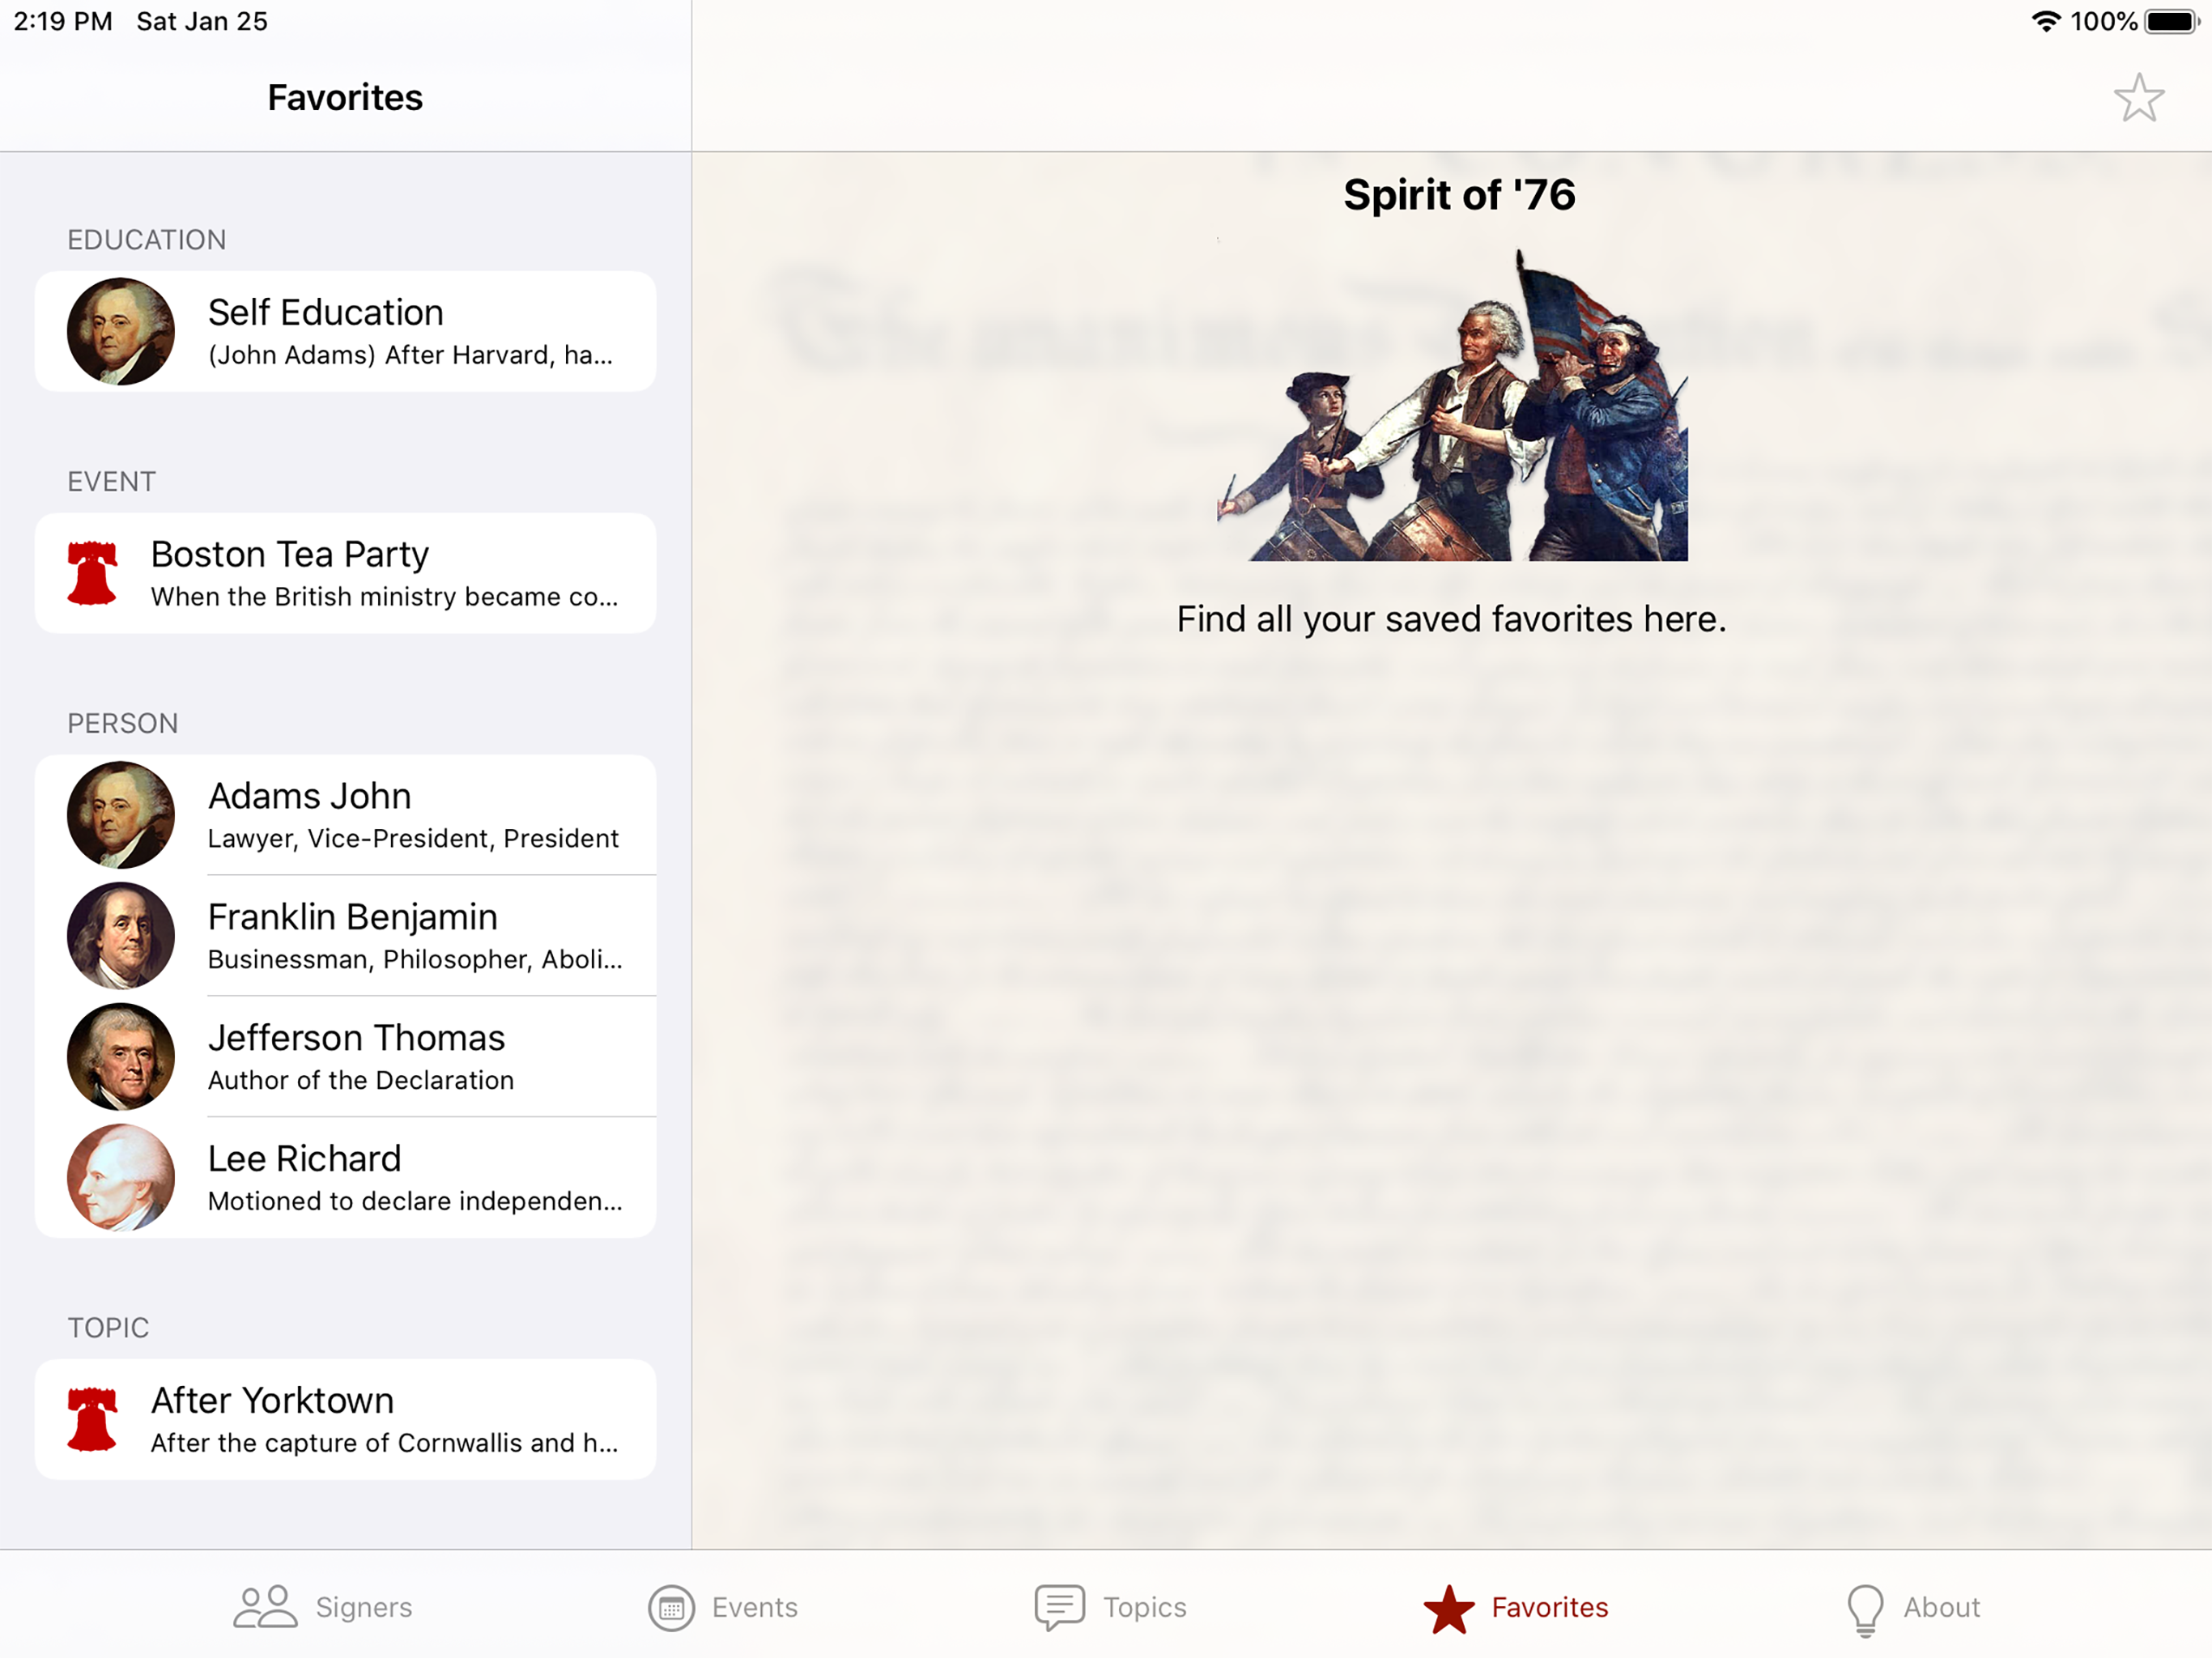 2:19 PM Sat Jan 25
100%
Favorites
EDUCATION
Self Education
(John Adams) After Harvard, ha...
EVENT
Boston Tea Party
When the British ministry became co...
PERSON
Adams John
Lawyer, Vice-President, President
Franklin Benjamin
Businessman, Philosopher, Aboli...
Jefferson Thomas
Author of the Declaration
Lee Richard
Motioned to declare independen...
TOPIC
After Yorktown
After the capture of Cornwallis and h...
Spirit of '76
Find all your saved favorites here.
Signers
Events
Topics
Favorites
About